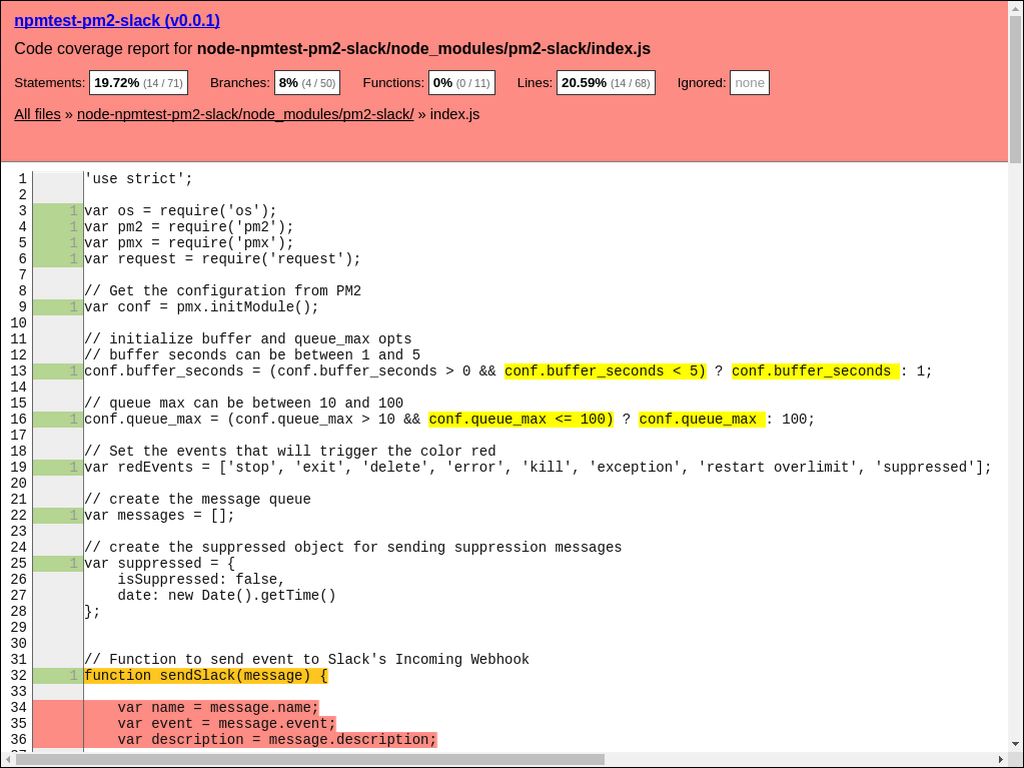 npmtest-pm2-slack (v0.0.1)
Code coverage report for node-npmtest-pm2-slack/node_modules/pm2-slack/index.js
Statements: 19.72% (14 / 71) Branches: 8% (4 / 50) Functions: 0% (0 / 11) Lines: 20.59% (14 / 68) Ignored: none
All files » node-npmtest-pm2-slack/node_modules/pm2-slack/ » index.js
1 'use strict';
2
3 1 var os = require('os');
4 1 var pm2 = require('pm2');
5 1 var pmx = require('pmx');
6 1 var request = require('request');
7
8 // Get the configuration from PM2
9 1 var conf = pmx.initModule();
10
11 // initialize buffer and queue_max opts
12 // buffer seconds can be between 1 and 5
13 1 conf.buffer_seconds = (conf.buffer_seconds > 0 && conf.buffer_seconds < 5) ? conf.buffer_seconds : 1;
14
15 // queue max can be between 10 and 100
16 1 conf.queue_max = (conf.queue_max > 10 && conf.queue_max <= 100) ? conf.queue_max : 100;
17
18 // Set the events that will trigger the color red
19 1 var redEvents = ['stop', 'exit', 'delete', 'error', 'kill', 'exception', 'restart overlimit', 'suppressed'];
20
21 // create the message queue
22 1 var messages = [];
23
24 // create the suppressed object for sending suppression messages
25 1 var suppressed = {
26 isSuppressed: false,
27 date: new Date().getTime()
28 };
29
30
31 // Function to send event to Slack's Incoming Webhook
32 1 function sendSlack(message) {
33
34 var name = message.name;
35 var event = message.event;
36 var description = message.description;